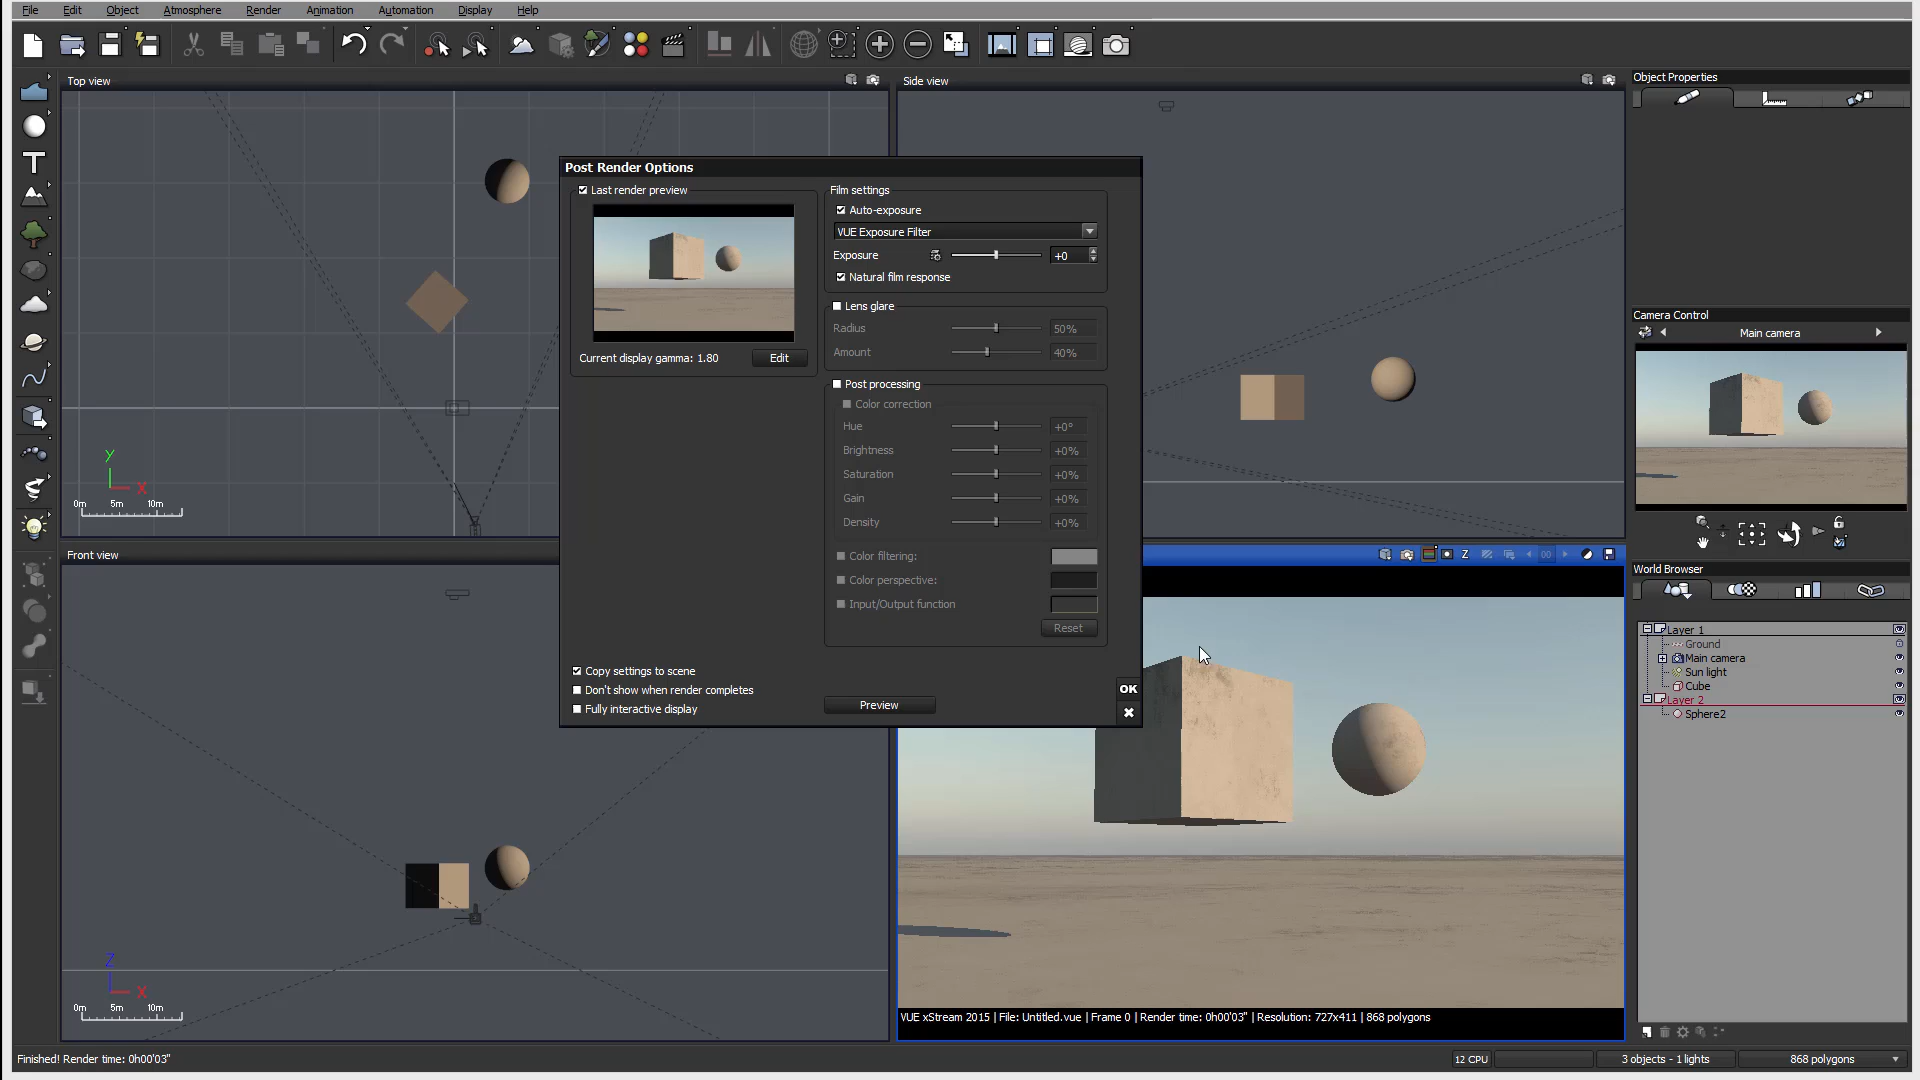 File Edit Object Atmosphere Render Animation Automation Display Help
Top view
Side view
Object Properties
Post Render Options
Last render preview
Film settings
Auto-exposure
VUE Exposure Filter
Exposure +0
Natural film response
Lens glare
Radius 50%
Amount 40%
Current display gamma: 1.80 Edit
Post processing
Color correction
Hue +0°
Brightness +0%
Saturation +0%
Gain +0%
Density +0%
Color filtering:
Color perspective:
Input/Output function
Reset
Copy settings to scene
Don't show when render completes
Fully interactive display
Preview
OK
Camera Control
Main camera
Y
X
0m 5m 10m
Front view
Z
00
World Browser
Layer 1
Ground
Main camera
Sun light
Cube
Layer 2
Sphere2
Z
X
0m 5m 10m
VUE xStream 2015 | File: Untitled.vue | Frame 0 | Render time: 0h00'03" | Resolution: 727x411 | 868 polygons
Finished! Render time: 0h00'03"
12 CPU
3 objects - 1 lights
868 polygons